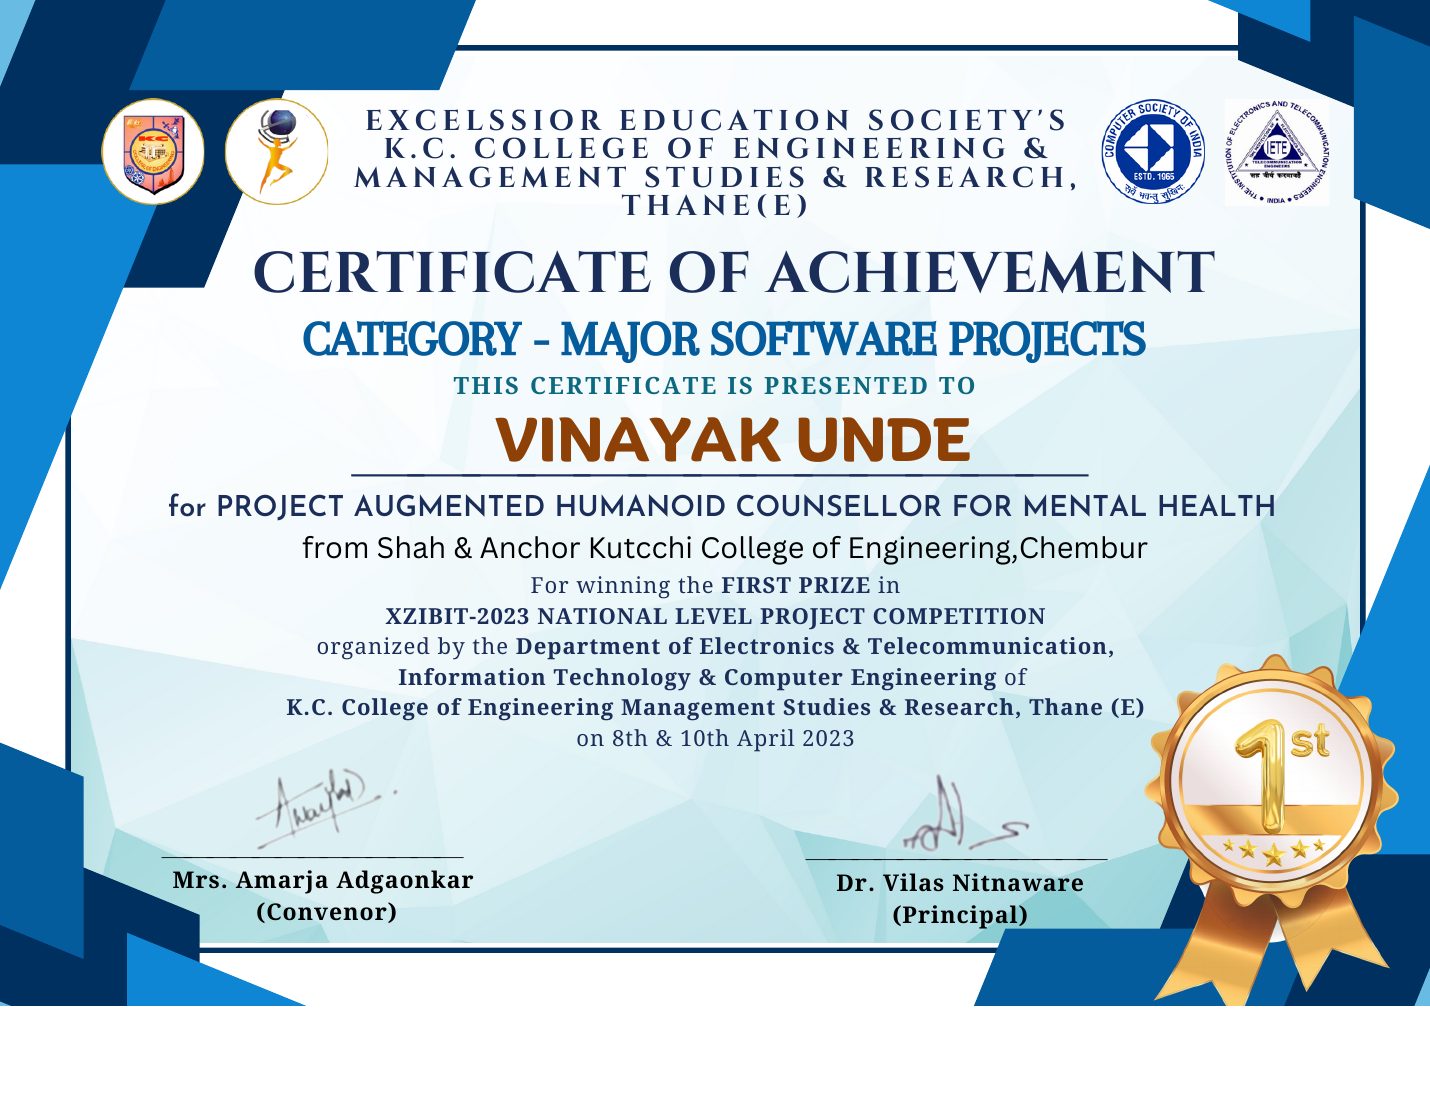 EXCELSSIOR EDUCATION SOCIETY'S
K.C. COLLEGE OF ENGINEERING &
MANAGEMENT STUDIES & RESEARCH,
THANE(E)
KC
COMPUTER SOCIETY OF INDIA
ESTD. 1965
सर्वे भवन्तु सुखिनः
THE INSTITUTION OF ELECTRONICS AND TELECOMMUNICATION ENGINEERS
IETE
INDIA
CERTIFICATE OF ACHIEVEMENT
CATEGORY - MAJOR SOFTWARE PROJECTS
THIS CERTIFICATE IS PRESENTED TO
VINAYAK UNDE
for PROJECT AUGMENTED HUMANOID COUNSELLOR FOR MENTAL HEALTH
from Shah & Anchor Kutcchi College of Engineering,Chembur
For winning the FIRST PRIZE in
XZIBIT-2023 NATIONAL LEVEL PROJECT COMPETITION
organized by the Department of Electronics & Telecommunication,
Information Technology & Computer Engineering of
K.C. College of Engineering Management Studies & Research, Thane (E)
on 8th & 10th April 2023
1st
Mrs. Amarja Adgaonkar
(Convenor)
Dr. Vilas Nitnaware
(Principal)